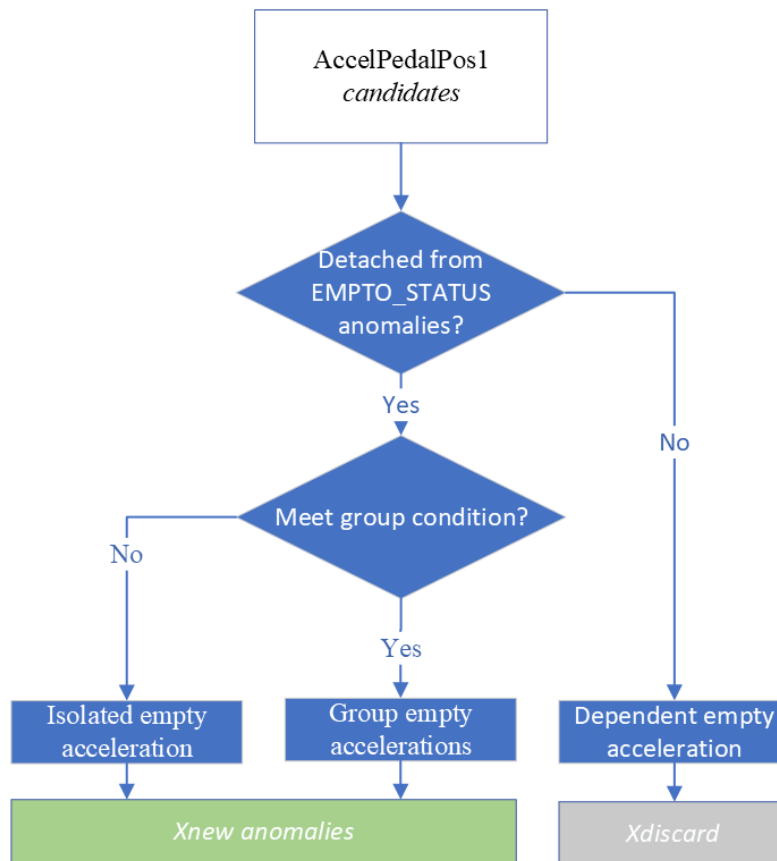 AccelPedalPos1
candidates
Detached from
EMPTO_STATUS
anomalies?
Yes
No
Meet group condition?
No
Yes
Isolated empty
acceleration
Group empty
accelerations
Dependent empty
acceleration
Xnew anomalies
Xdiscard